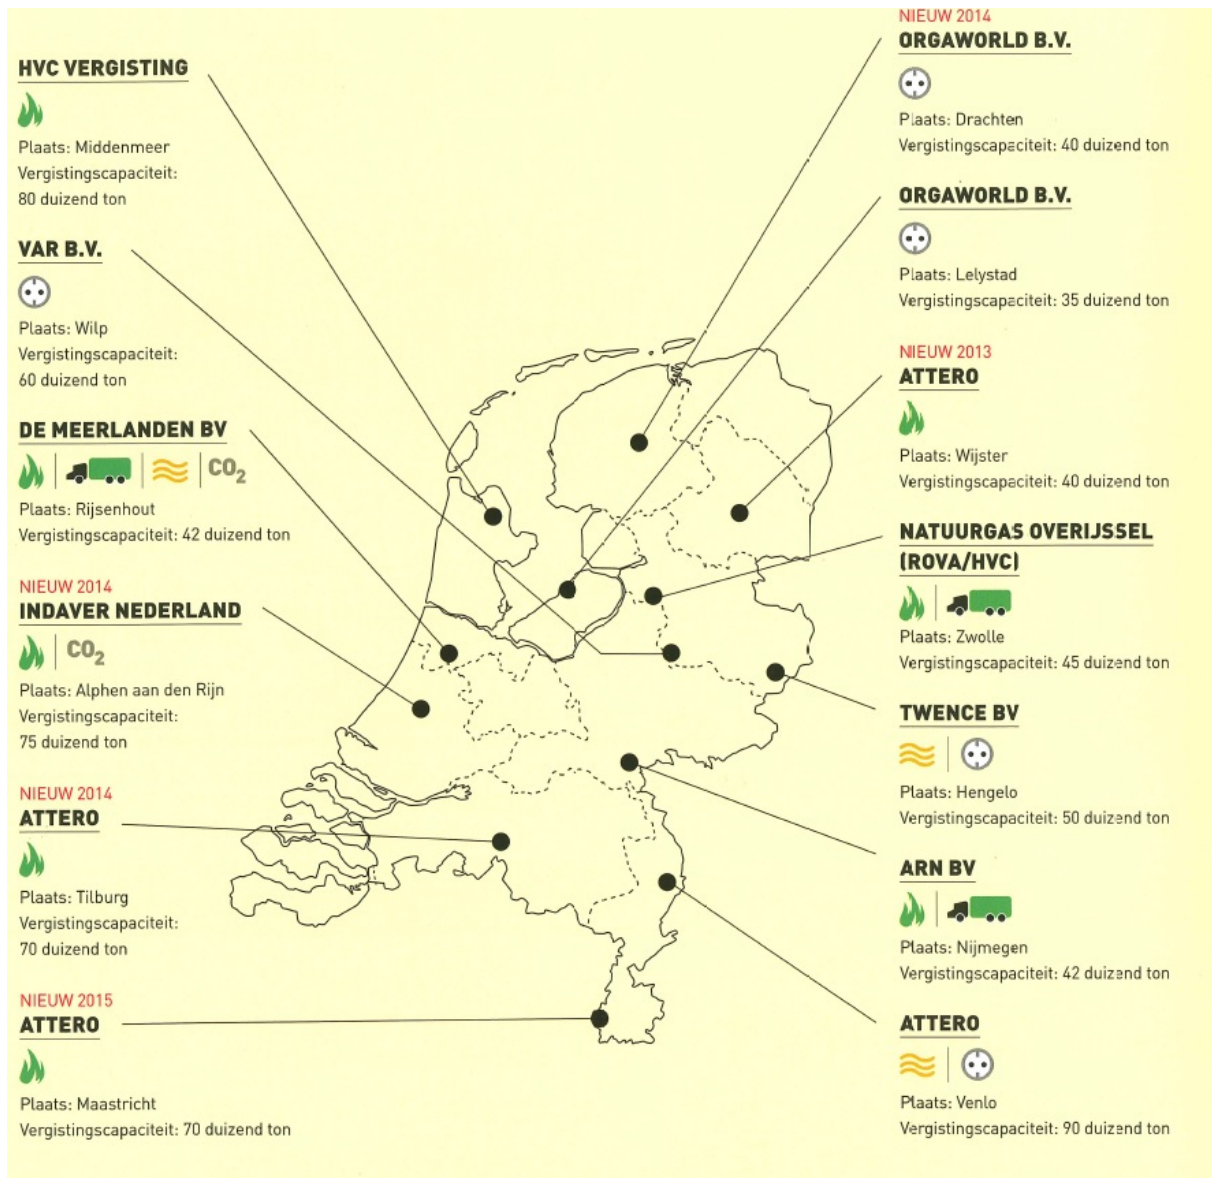 HVC VERGISTING
Plaats: Middenmeer
Vergistingscapaciteit:
80 duizend ton
VAR B.V.
Plaats: Wilp
Vergistingscapaciteit:
60 duizend ton
DE MEERLANDEN BV
CO2
Plaats: Rijsenhout
Vergistingscapaciteit: 42 duizend ton
NIEUW 2014
INDAVER NEDERLAND
CO2
Plaats: Alphen aan den Rijn
Vergistingscapaciteit:
75 duizend ton
NIEUW 2014
ATTERO
Plaats: Tilburg
Vergistingscapaciteit:
70 duizend ton
NIEUW 2015
ATTERO
Plaats: Maastricht
Vergistingscapaciteit: 70 duizend ton
NIEUW 2014
ORGAWORLD B.V.
Plaats: Drachten
Vergistingscapaciteit: 40 duizend ton
ORGAWORLD B.V.
Plaats: Lelystad
Vergistingscapaciteit: 35 duizend ton
NIEUW 2013
ATTERO
Plaats: Wijster
Vergistingscapaciteit: 40 duizend ton
NATUURGAS OVERIJSSEL
(ROVA/HVC)
Plaats: Zwolle
Vergistingscapaciteit: 45 duizend ton
TWENCE BV
Plaats: Hengelo
Vergistingscapaciteit: 50 duizend ton
ARN BV
Plaats: Nijmegen
Vergistingscapaciteit: 42 duizend ton
ATTERO
Plaats: Venlo
Vergistingscapaciteit: 90 duizend ton